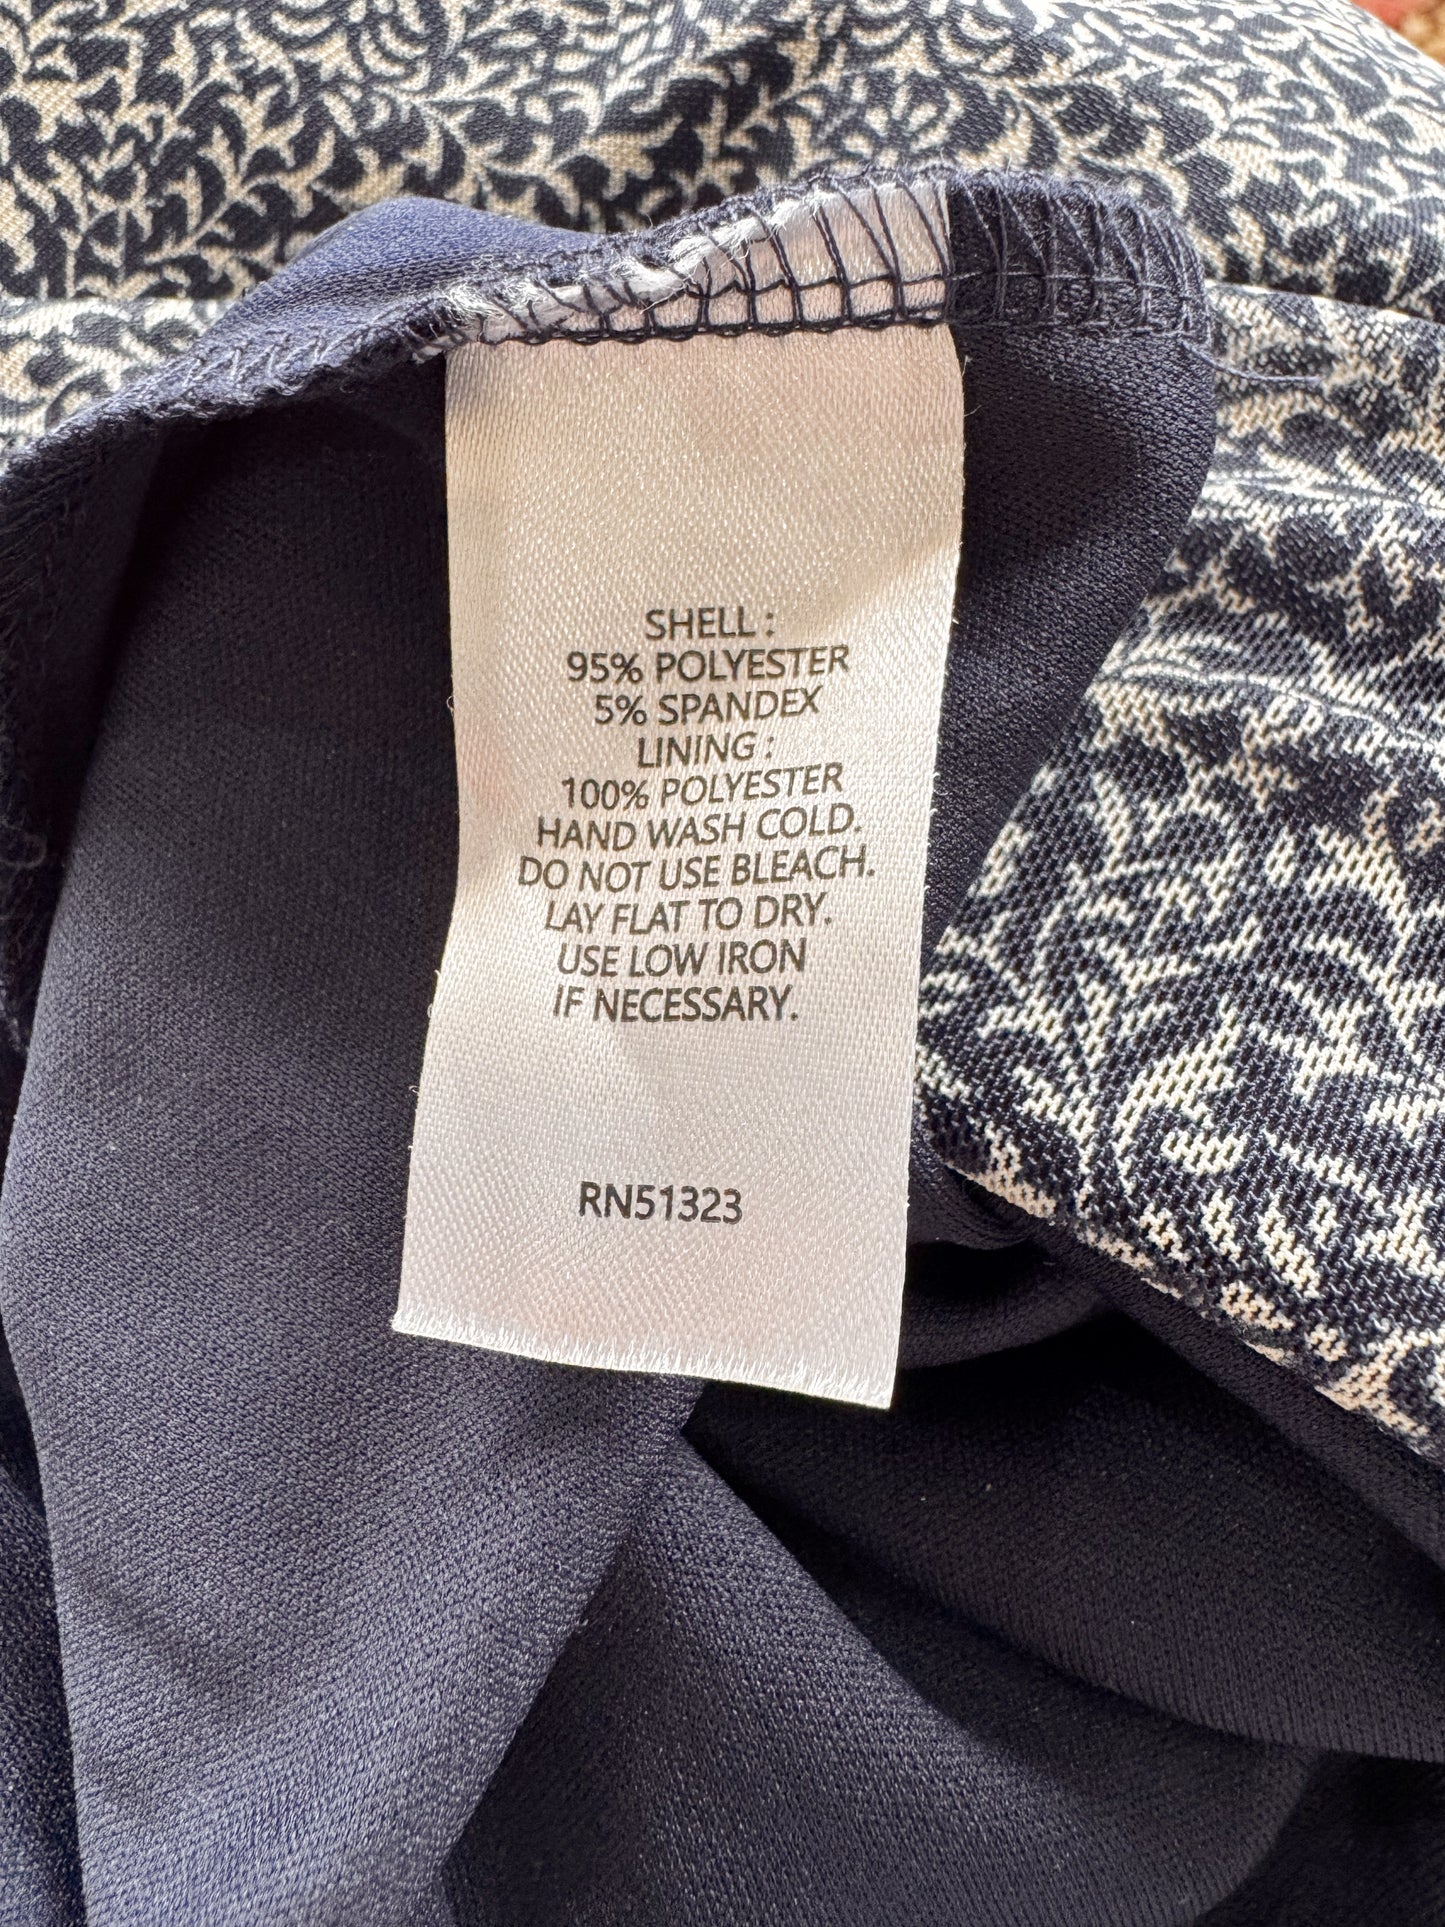 SHELL :
95% POLYESTER
5% SPANDEX
LINING :
100% POLYESTER
HAND WASH COLD.
DO NOT USE BLEACH.
LAY FLAT TO DRY.
USE LOW IRON
IF NECESSARY.
RN51323